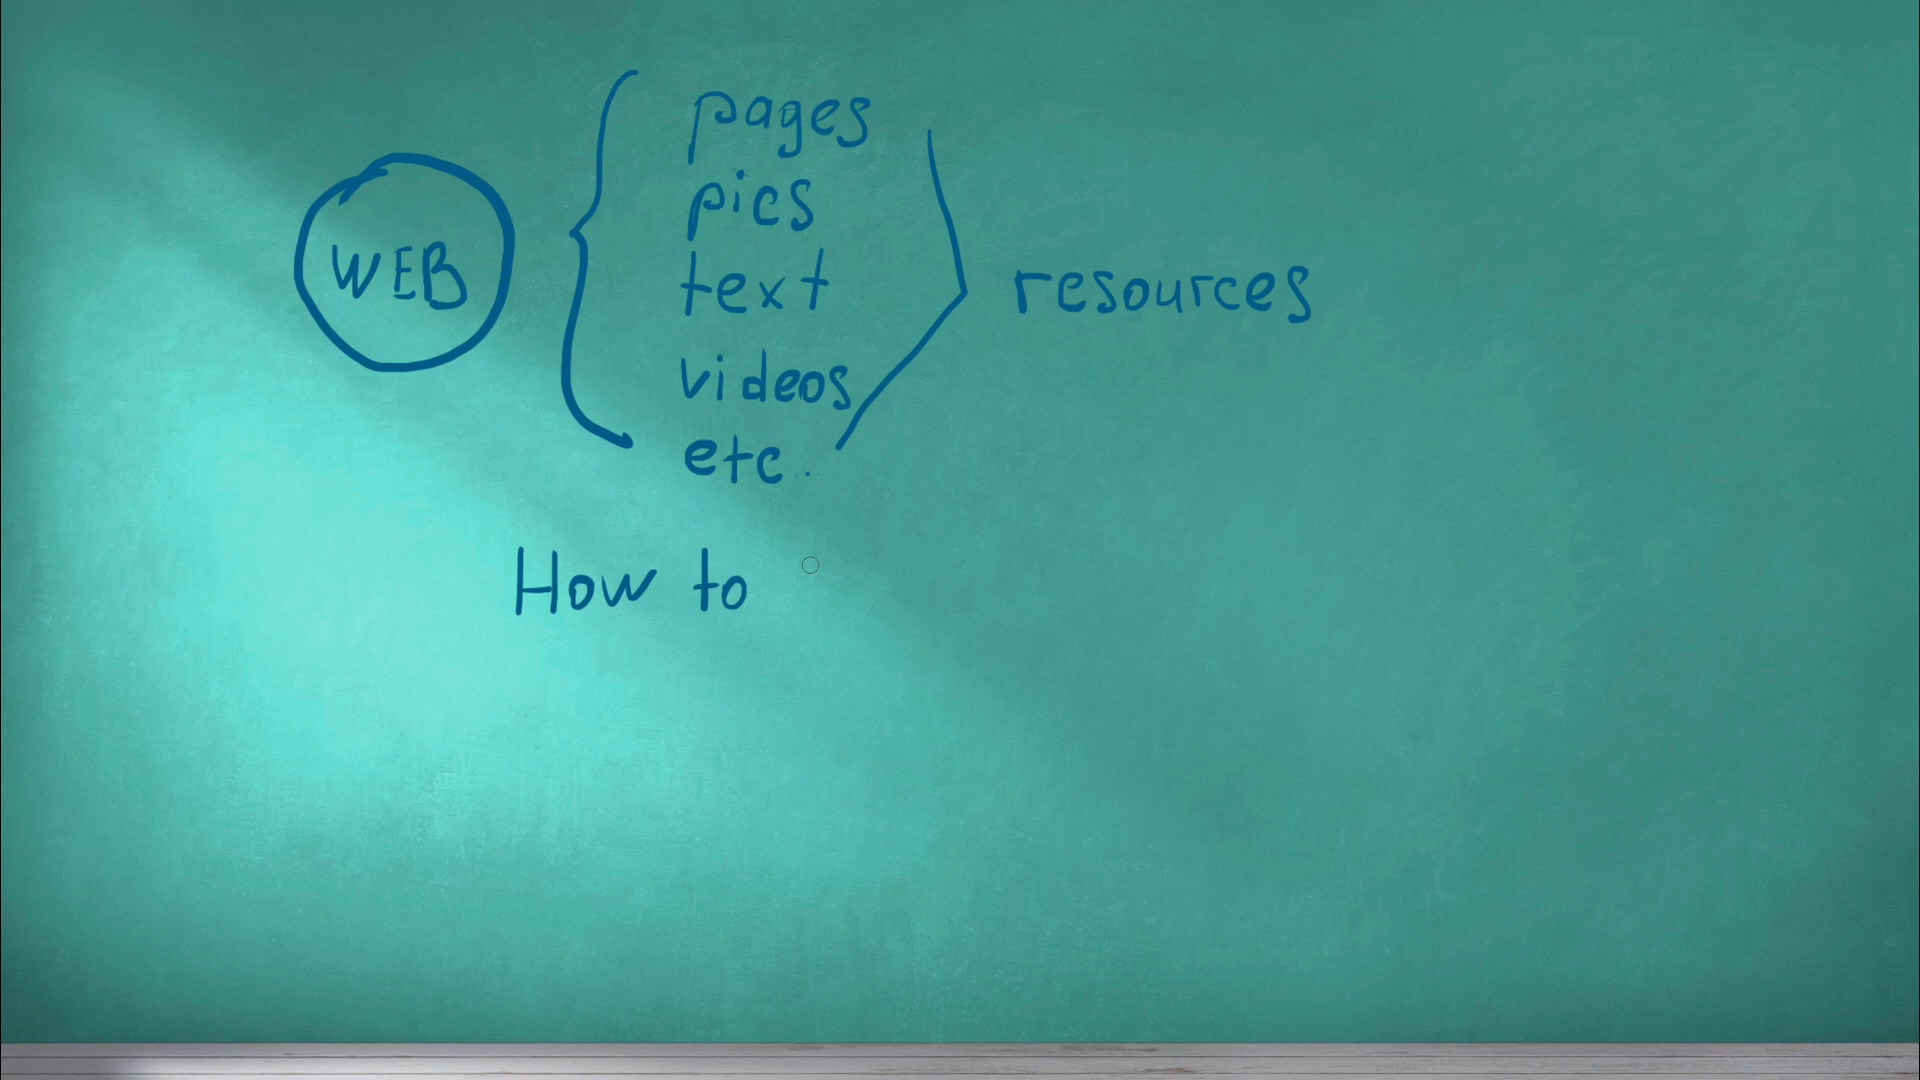 WEB
pages
pics
text
videos
etc..
resources
How to